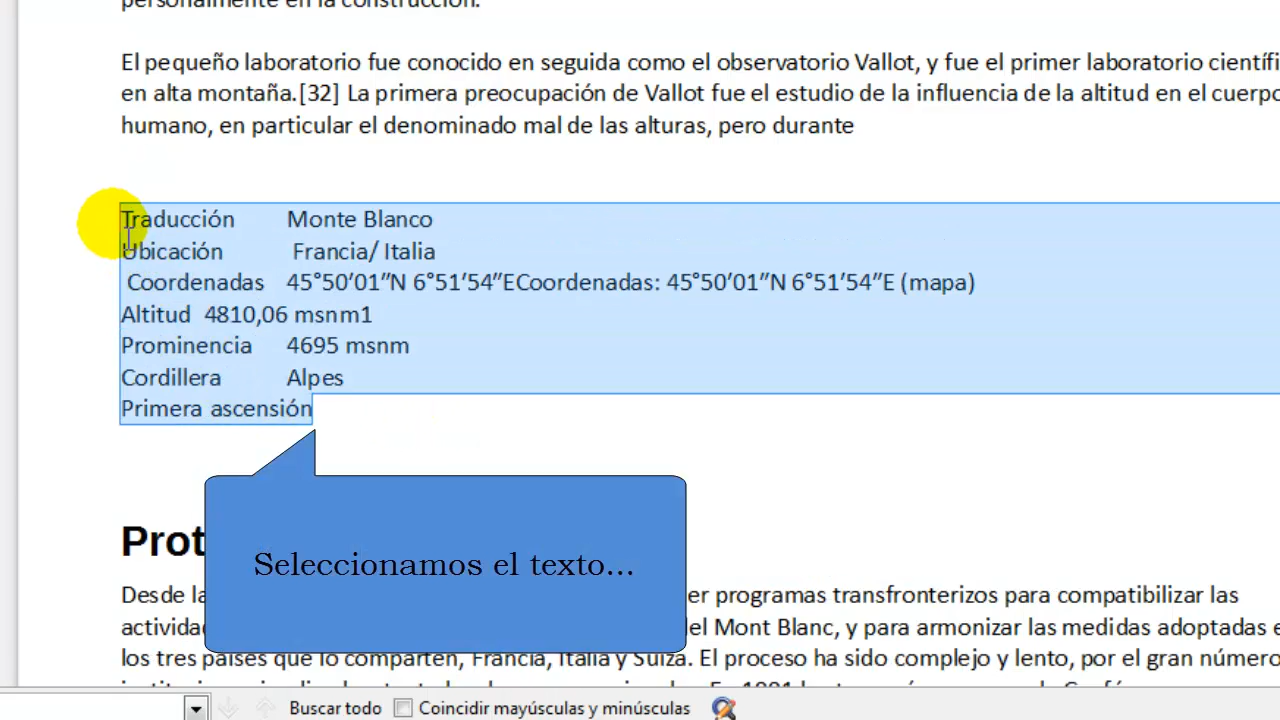 personalmente en la construcción.
El pequeño laboratorio fue conocido en seguida como el observatorio Vallot, y fue el primer laboratorio científi
en alta montaña.[32] La primera preocupación de Vallot fue el estudio de la influencia de la altitud en el cuerpo
humano, en particular el denominado mal de las alturas, pero durante
Traducción Monte Blanco
Ubicación Francia/ Italia
Coordenadas 45°50′01″N 6°51′54″ECoordenadas: 45°50′01″N 6°51′54″E (mapa)
Altitud 4810,06 msnm1
Prominencia 4695 msnm
Cordillera Alpes
Primera ascensión
Seleccionamos el texto...
Prot
Desde la er programas transfronterizos para compatibilizar las
actividad el Mont Blanc, y para armonizar las medidas adoptadas e
los tres países que lo comparten, Francia, Italia y Suiza. El proceso ha sido complejo y lento, por el gran número
Buscar todo Coincidir mayúsculas y minúsculas